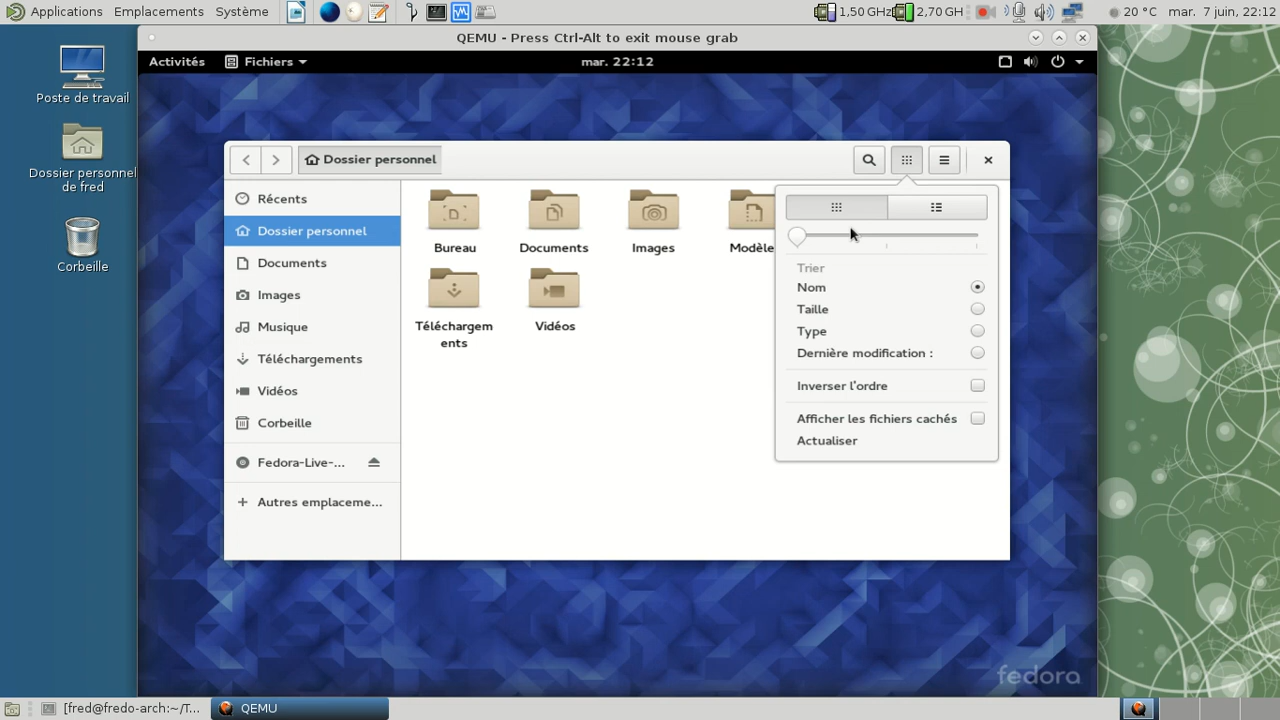 Applications Emplacements Système 1,50 GHz 2,70 GH 20 °C mar. 7 juin, 22:12
QEMU - Press Ctrl-Alt to exit mouse grab
Activités Fichiers mar. 22:12
Poste de travail
Dossier personnel
de fred
Corbeille
Dossier personnel
Récents
Dossier personnel
Documents
Images
Musique
Téléchargements
Vidéos
Corbeille
Fedora-Live-...
Autres emplaceme...
Bureau Documents Images Modèle
Téléchargem
ents
Vidéos
Trier
Nom
Taille
Type
Dernière modification :
Inverser l'ordre
Afficher les fichiers cachés
Actualiser
fedora
[fred@fredo-arch:~/T... QEMU